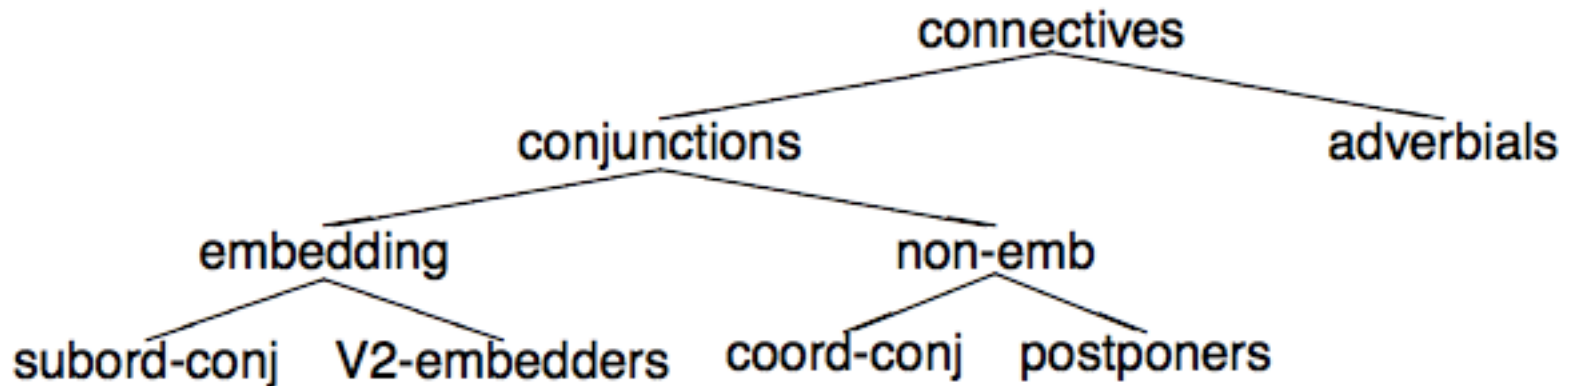 connectives
conjunctions adverbials
embedding non-emb
subord-conj V2-embedders coord-conj postponers